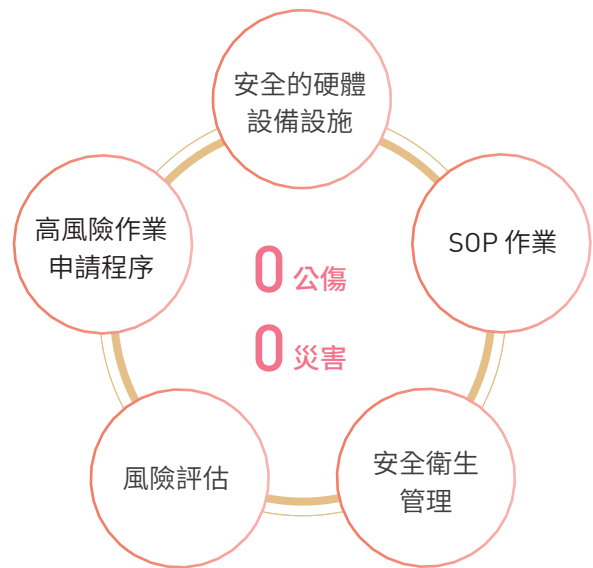 安全的硬體
設備設施
高風險作業
申請程序
SOP 作業
0 公傷
0 災害
風險評估
安全衛生
管理